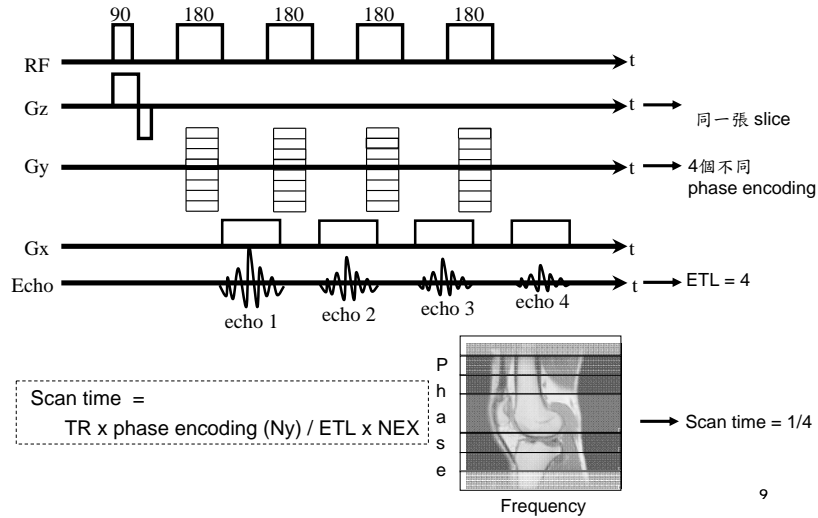 90 180 180 180 180
RF t
Gz t
同一張 slice
Gy t
4個不同
phase encoding
Gx t
Echo t ETL = 4
echo 1 echo 2 echo 3 echo 4
Scan time =
TR x phase encoding (Ny) / ETL x NEX
P
h
a
s
e
Scan time = 1/4
Frequency
9